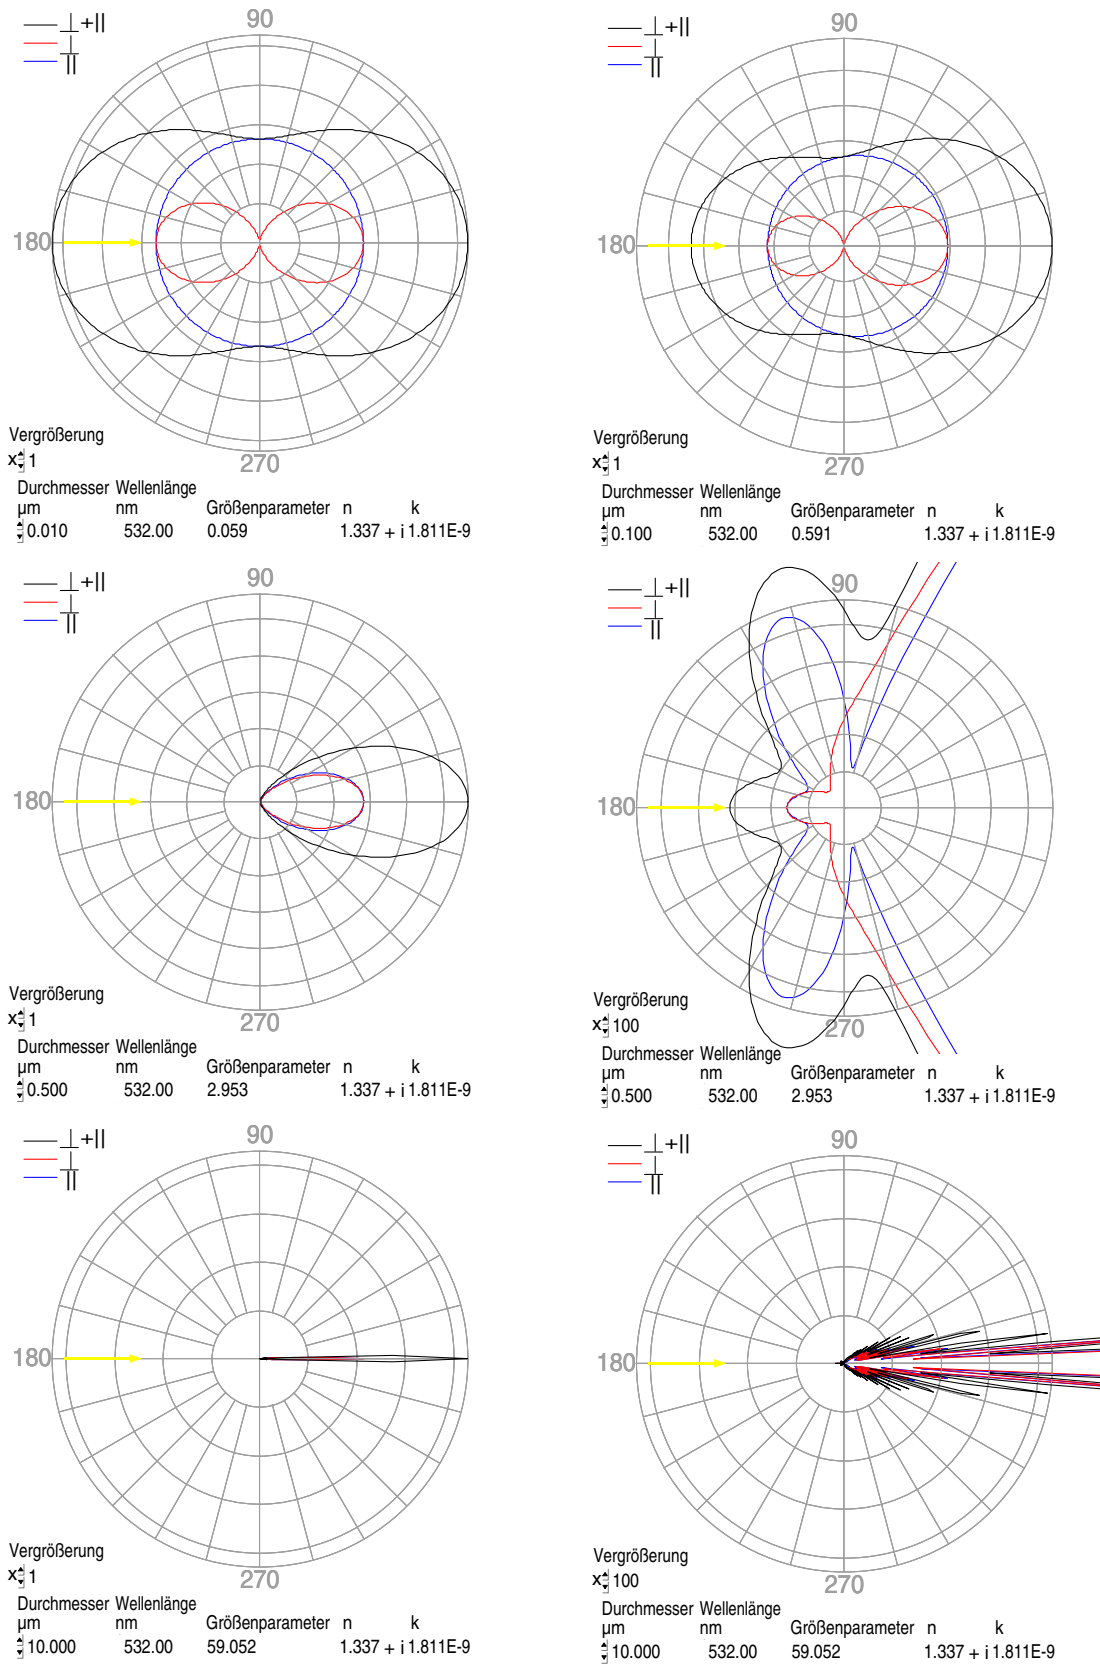 ⊥+||
⊥
||
90
180
270
Vergrößerung
x 1
Durchmesser Wellenlänge
µm nm Größenparameter n k
0.010 532.00 0.059 1.337 + i 1.811E-9
⊥+||
⊥
||
90
180
270
Vergrößerung
x 1
Durchmesser Wellenlänge
µm nm Größenparameter n k
0.100 532.00 0.591 1.337 + i 1.811E-9
⊥+||
⊥
||
90
180
270
Vergrößerung
x 1
Durchmesser Wellenlänge
µm nm Größenparameter n k
0.500 532.00 2.953 1.337 + i 1.811E-9
⊥+||
⊥
||
90
180
270
Vergrößerung
x 100
Durchmesser Wellenlänge
µm nm Größenparameter n k
0.500 532.00 2.953 1.337 + i 1.811E-9
⊥+||
⊥
||
90
180
270
Vergrößerung
x 1
Durchmesser Wellenlänge
µm nm Größenparameter n k
10.000 532.00 59.052 1.337 + i 1.811E-9
⊥+||
⊥
||
90
180
270
Vergrößerung
x 100
Durchmesser Wellenlänge
µm nm Größenparameter n k
10.000 532.00 59.052 1.337 + i 1.811E-9